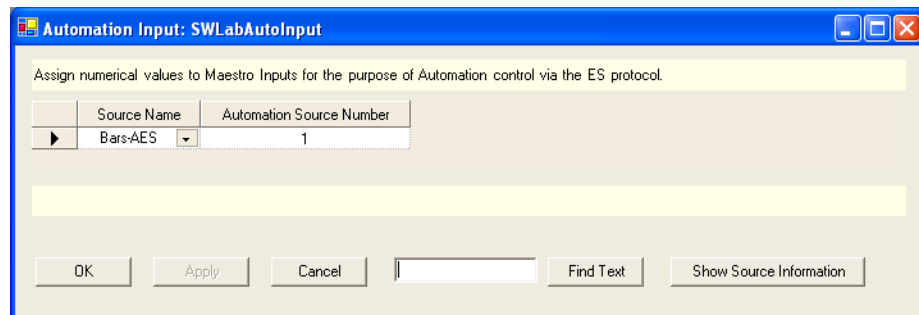 Automation Input: SWLabAutoInput
Assign numerical values to Maestro Inputs for the purpose of Automation control via the ES protocol.
Source Name Automation Source Number
Bars-AES 1
OK Apply Cancel Find Text Show Source Information